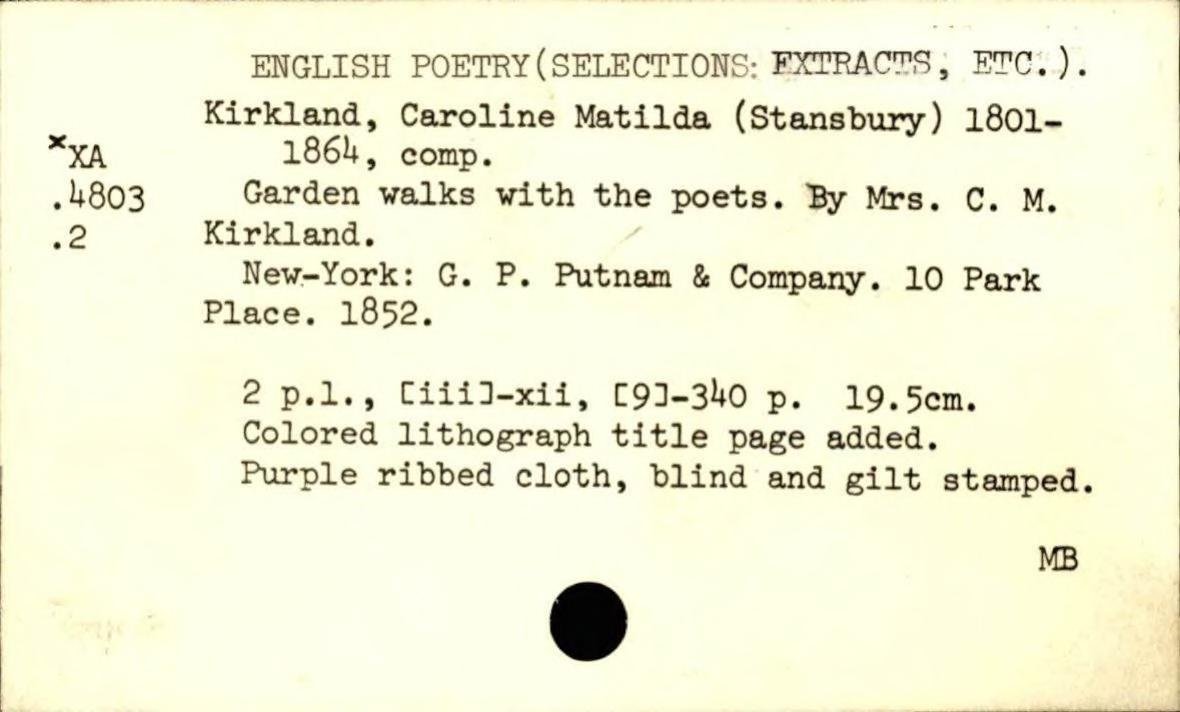 ENGLISH POETRY(SELECTIONS: EXTRACTS, ETC.).
Kirkland, Caroline Matilda (Stansbury) 1801-
xXA 1864, comp.
.4803 Garden walks with the poets. By Mrs. C. M.
.2 Kirkland.
New-York: G. P. Putnam & Company. 10 Park
Place. 1852.
2 p.l., [iii]-xii, [9]-340 p. 19.5cm.
Colored lithograph title page added.
Purple ribbed cloth, blind and gilt stamped.
MB